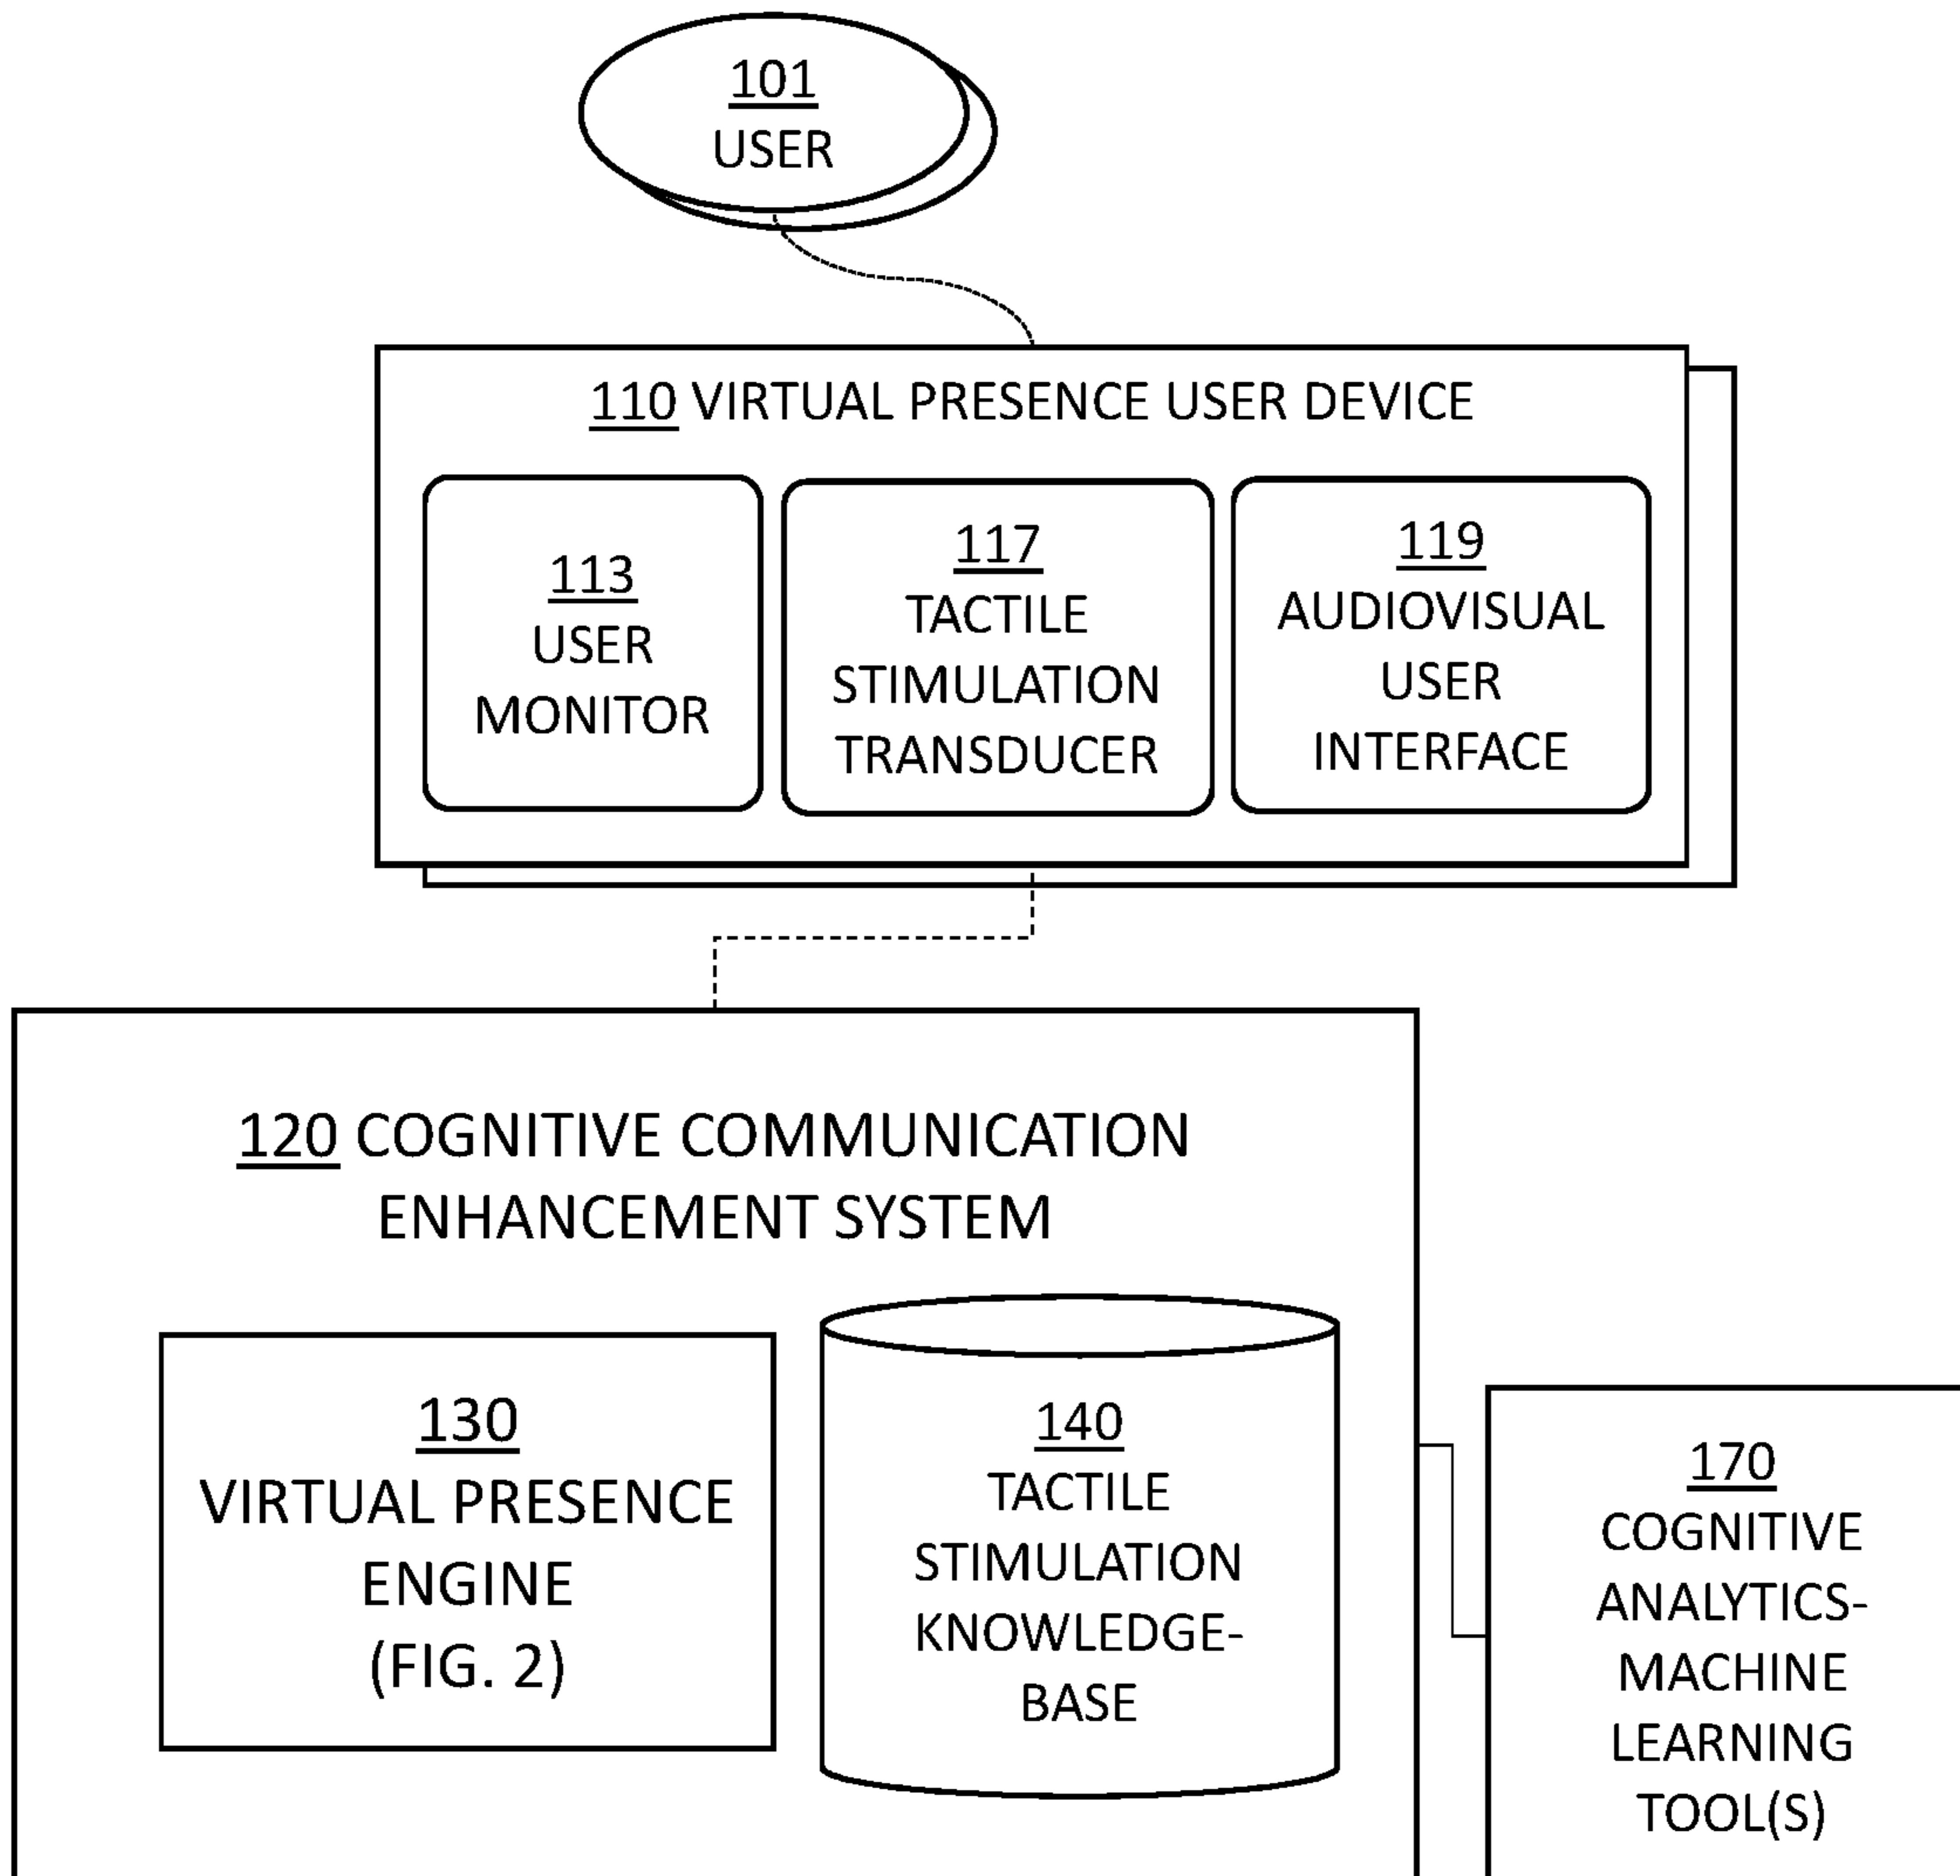 101
USER
110 VIRTUAL PRESENCE USER DEVICE
113
USER
MONITOR
117
TACTILE
STIMULATION
TRANSDUCER
119
AUDIOVISUAL
USER
INTERFACE
120 COGNITIVE COMMUNICATION
ENHANCEMENT SYSTEM
130
VIRTUAL PRESENCE
ENGINE
(FIG. 2)
140
TACTILE
STIMULATION
KNOWLEDGE-
BASE
170
COGNITIVE
ANALYTICS-
MACHINE
LEARNING
TOOL(S)